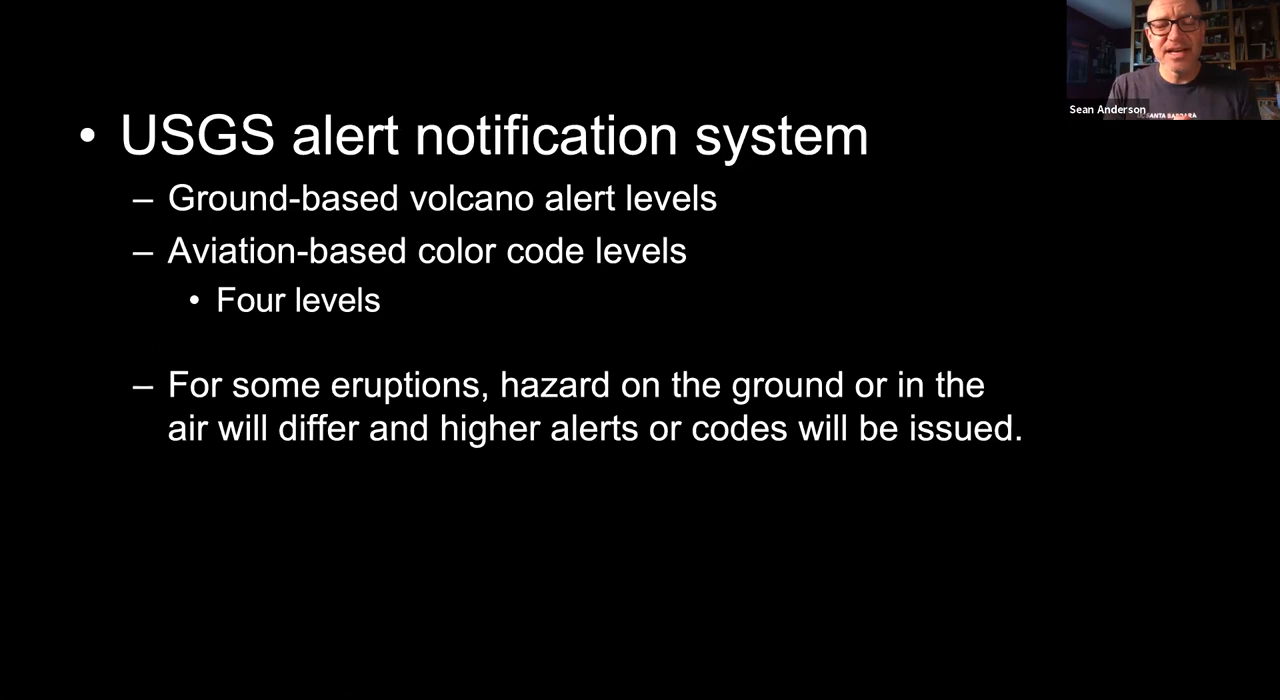 • USGS alert notification system
– Ground-based volcano alert levels
– Aviation-based color code levels
• Four levels
– For some eruptions, hazard on the ground or in the
air will differ and higher alerts or codes will be issued.
Sean Anderson
SANTA BARBARA